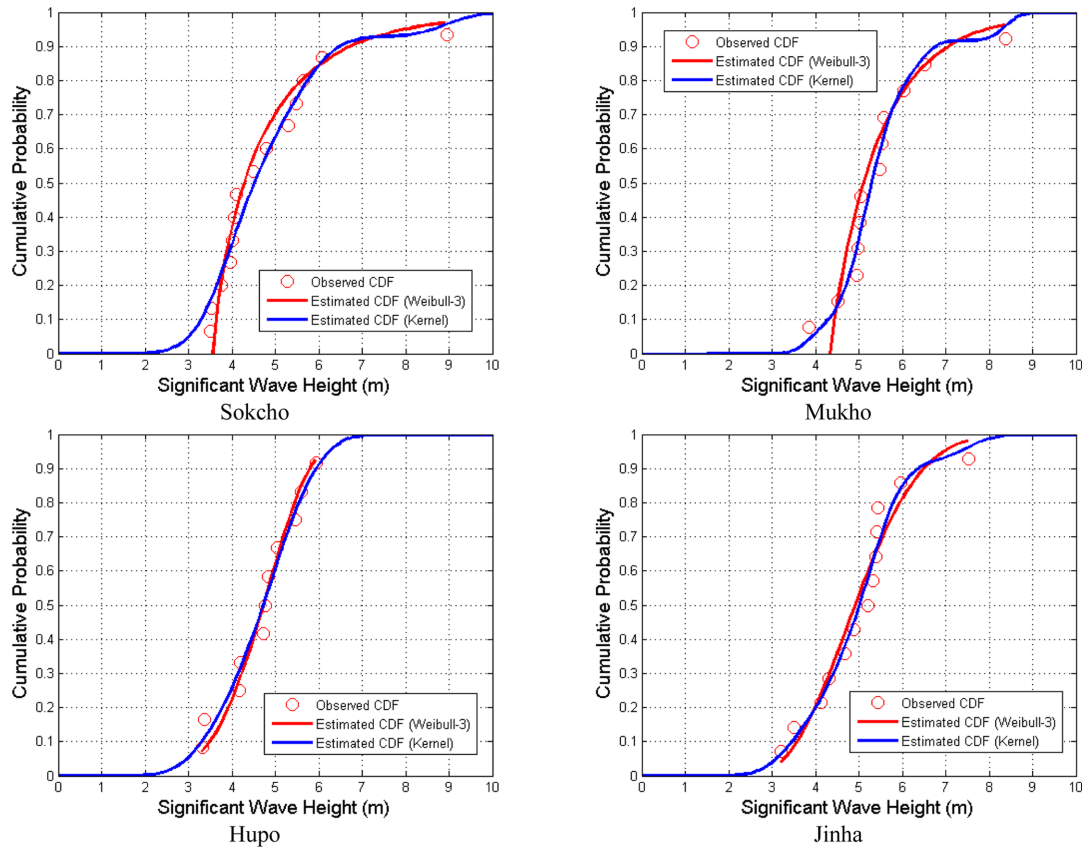 1
0.9
0.8
0.7
0.6
0.5
0.4
0.3
0.2
0.1
0
Cumulative Probability
Observed CDF
Estimated CDF (Weibull-3)
Estimated CDF (Kernel)
0 1 2 3 4 5 6 7 8 9 10
Significant Wave Height (m)
Sokcho
1
0.9
0.8
0.7
0.6
0.5
0.4
0.3
0.2
0.1
0
Cumulative Probability
Observed CDF
Estimated CDF (Weibull-3)
Estimated CDF (Kernel)
0 1 2 3 4 5 6 7 8 9 10
Significant Wave Height (m)
Mukho
1
0.9
0.8
0.7
0.6
0.5
0.4
0.3
0.2
0.1
0
Cumulative Probability
Observed CDF
Estimated CDF (Weibull-3)
Estimated CDF (Kernel)
0 1 2 3 4 5 6 7 8 9 10
Significant Wave Height (m)
Hupo
1
0.9
0.8
0.7
0.6
0.5
0.4
0.3
0.2
0.1
0
Cumulative Probability
Observed CDF
Estimated CDF (Weibull-3)
Estimated CDF (Kernel)
0 1 2 3 4 5 6 7 8 9 10
Significant Wave Height (m)
Jinha